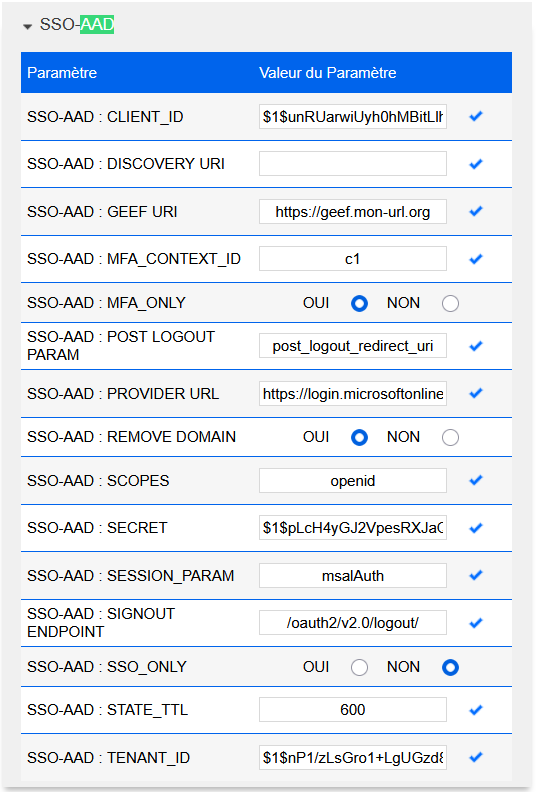 SSO-AAD
Paramètre Valeur du Paramètre
SSO-AAD : CLIENT_ID $1$unRUarwiUyh0hMBitLlh
SSO-AAD : DISCOVERY URI
SSO-AAD : GEEF URI https://geef.mon-url.org
SSO-AAD : MFA_CONTEXT_ID c1
SSO-AAD : MFA_ONLY OUI NON
SSO-AAD : POST LOGOUT
PARAM post_logout_redirect_uri
SSO-AAD : PROVIDER URL https://login.microsoftonline
SSO-AAD : REMOVE DOMAIN OUI NON
SSO-AAD : SCOPES openid
SSO-AAD : SECRET $1$pLcH4yGJ2VpesRXJaC
SSO-AAD : SESSION_PARAM msalAuth
SSO-AAD : SIGNOUT
ENDPOINT /oauth2/v2.0/logout/
SSO-AAD : SSO_ONLY OUI NON
SSO-AAD : STATE_TTL 600
SSO-AAD : TENANT_ID $1$nP1/zLsGro1+LgUGzd8